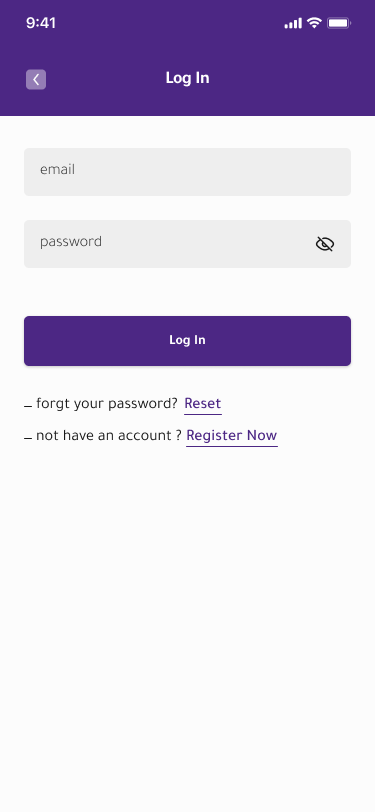 9:41
Log In
email
password
Log In
_ forgt your password? Reset
_ not have an account ? Register Now